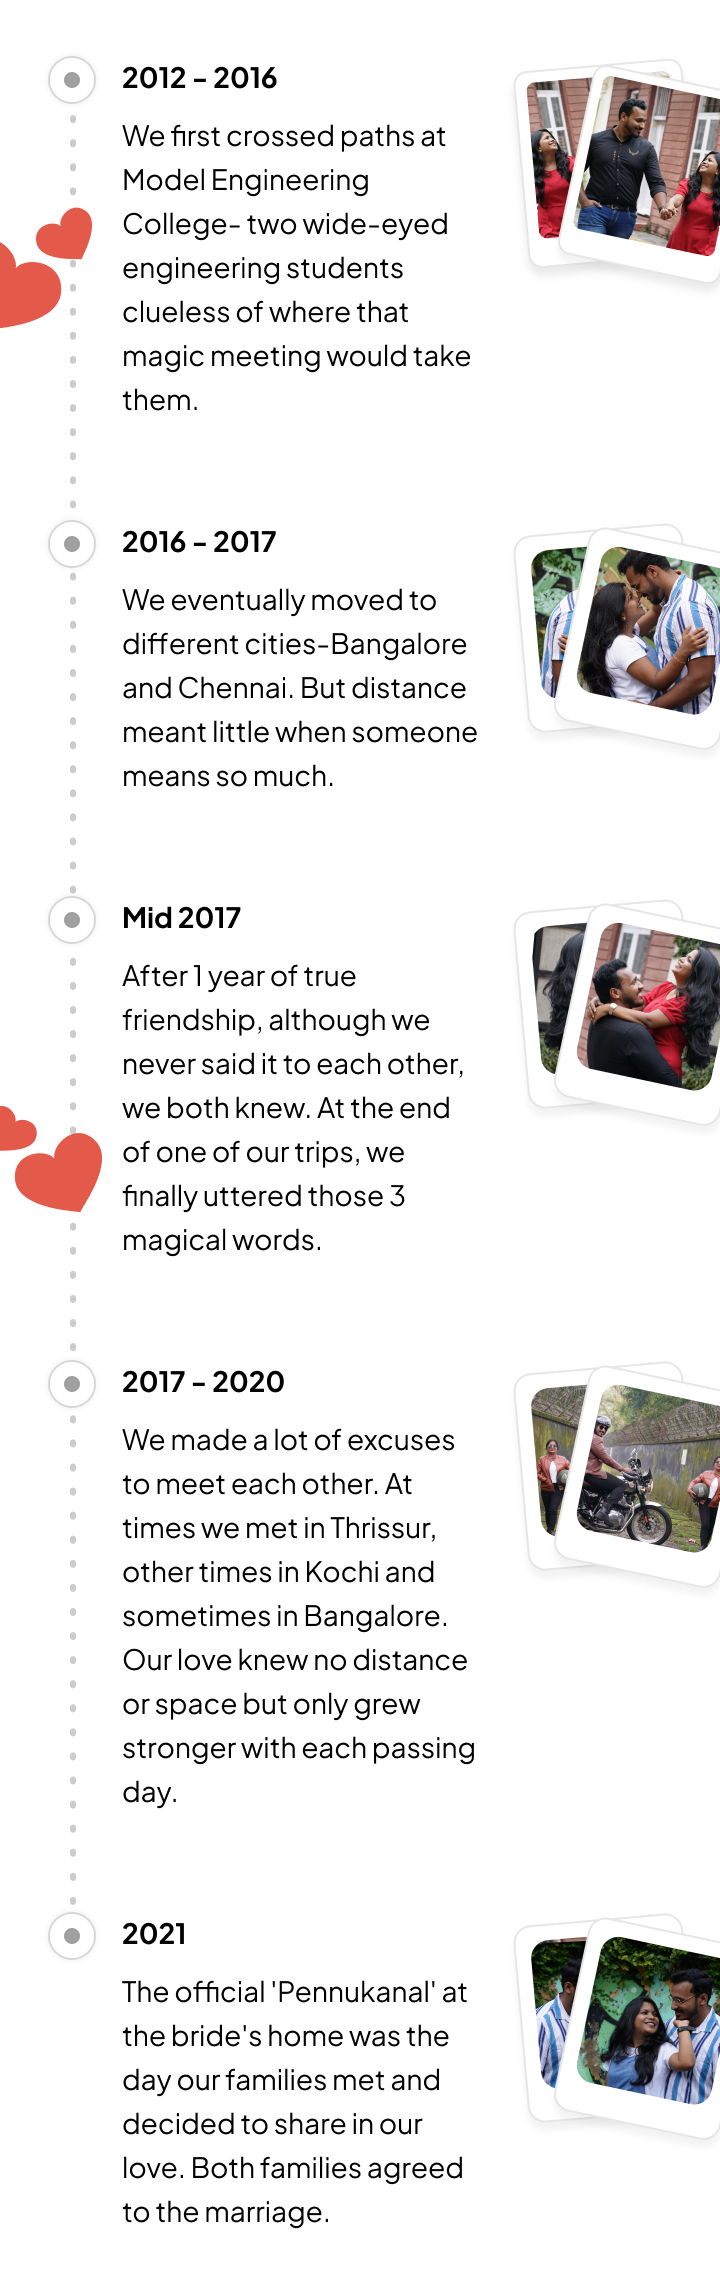 2012 – 2016
We first crossed paths at
Model Engineering
College- two wide-eyed
engineering students
clueless of where that
magic meeting would take
them.
2016 – 2017
We eventually moved to
different cities-Bangalore
and Chennai. But distance
meant little when someone
means so much.
Mid 2017
After 1 year of true
friendship, although we
never said it to each other,
we both knew. At the end
of one of our trips, we
finally uttered those 3
magical words.
2017 – 2020
We made a lot of excuses
to meet each other. At
times we met in Thrissur,
other times in Kochi and
sometimes in Bangalore.
Our love knew no distance
or space but only grew
stronger with each passing
day.
2021
The official 'Pennukanal' at
the bride's home was the
day our families met and
decided to share in our
love. Both families agreed
to the marriage.